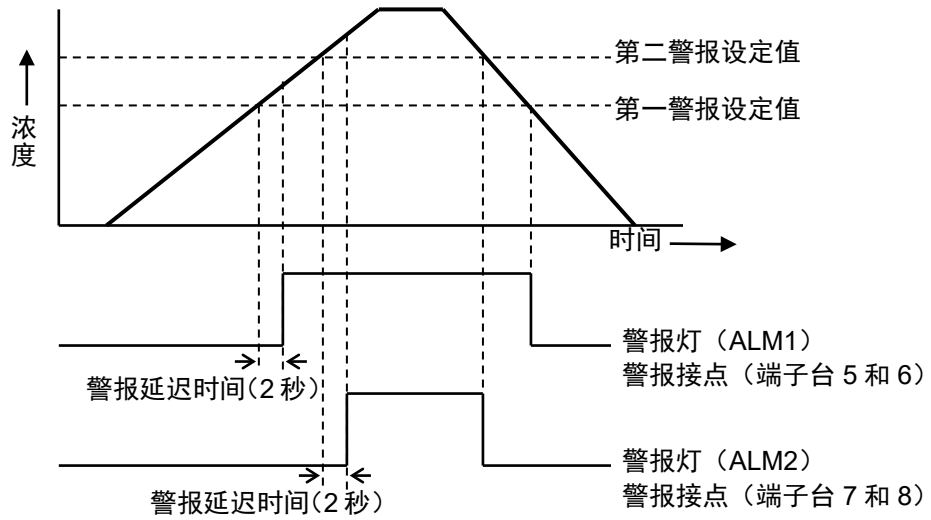 第二警报设定值
第一警报设定值
浓度
时间
警报灯（ALM1）
警报接点（端子台 5 和 6）
警报延迟时间(2 秒)
警报灯（ALM2）
警报接点（端子台 7 和 8）
警报延迟时间(2 秒)